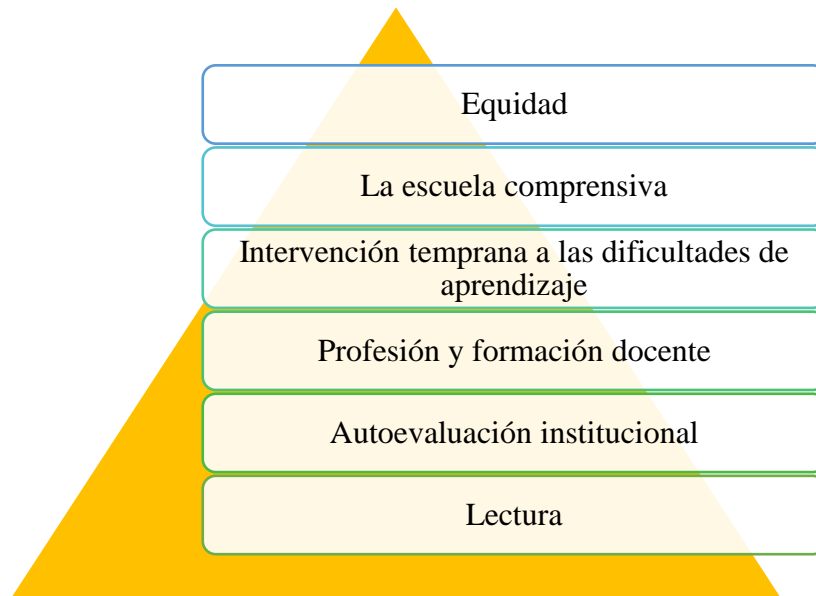 Equidad
La escuela comprensiva
Intervención temprana a las dificultades de
aprendizaje
Profesión y formación docente
Autoevaluación institucional
Lectura